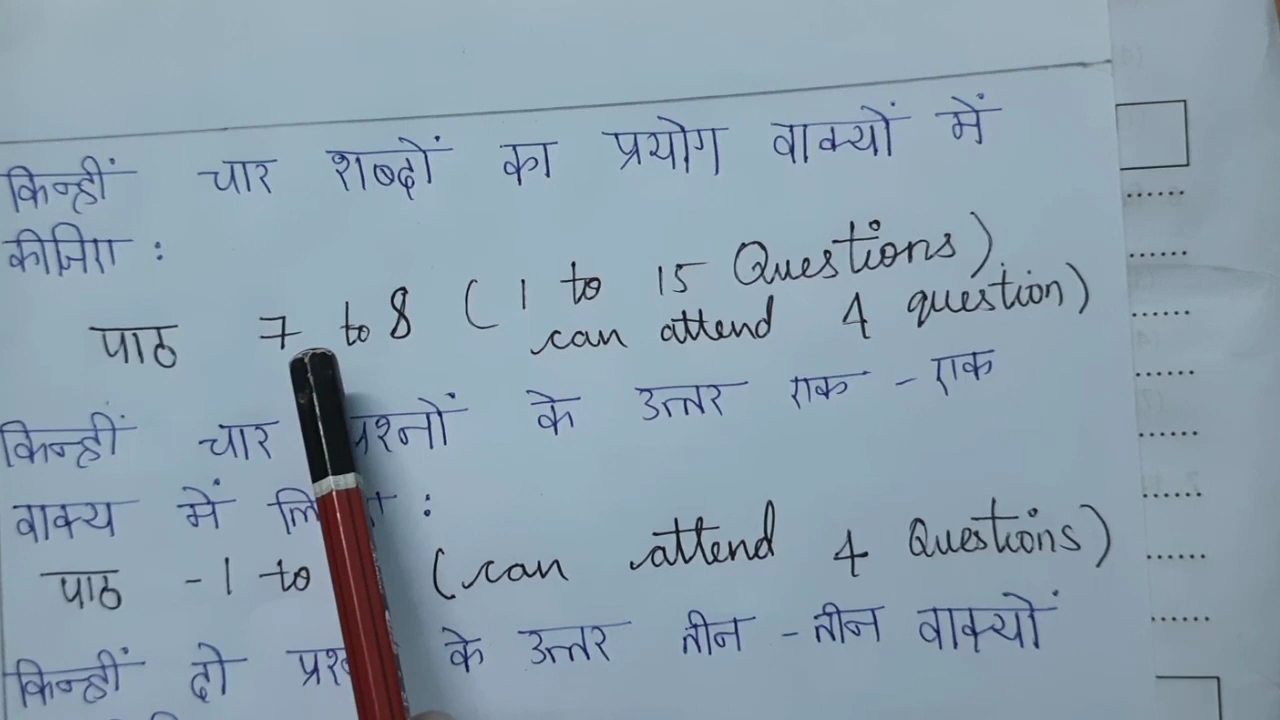 किन्हीं चार शब्दों का प्रयोग वाक्यों में
कीजिए :
पाठ 7 to 8 ( 1 to 15 Questions)
can attend 4 question)
किन्हीं चार प्रश्नों के उत्तर एक - एक
वाक्य में :
पाठ - 1 to (can attend 4 Questions)
किन्हीं दो के उत्तर तीन - तीन वाक्यों